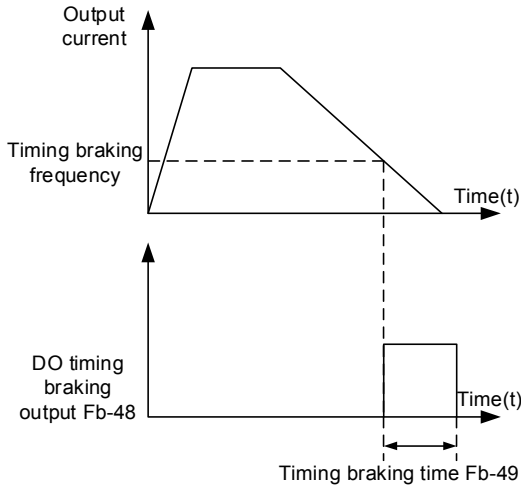 Output
current
Timing braking
frequency
Time(t)
DO timing
braking
output Fb-48
Time(t)
Timing braking time Fb-49